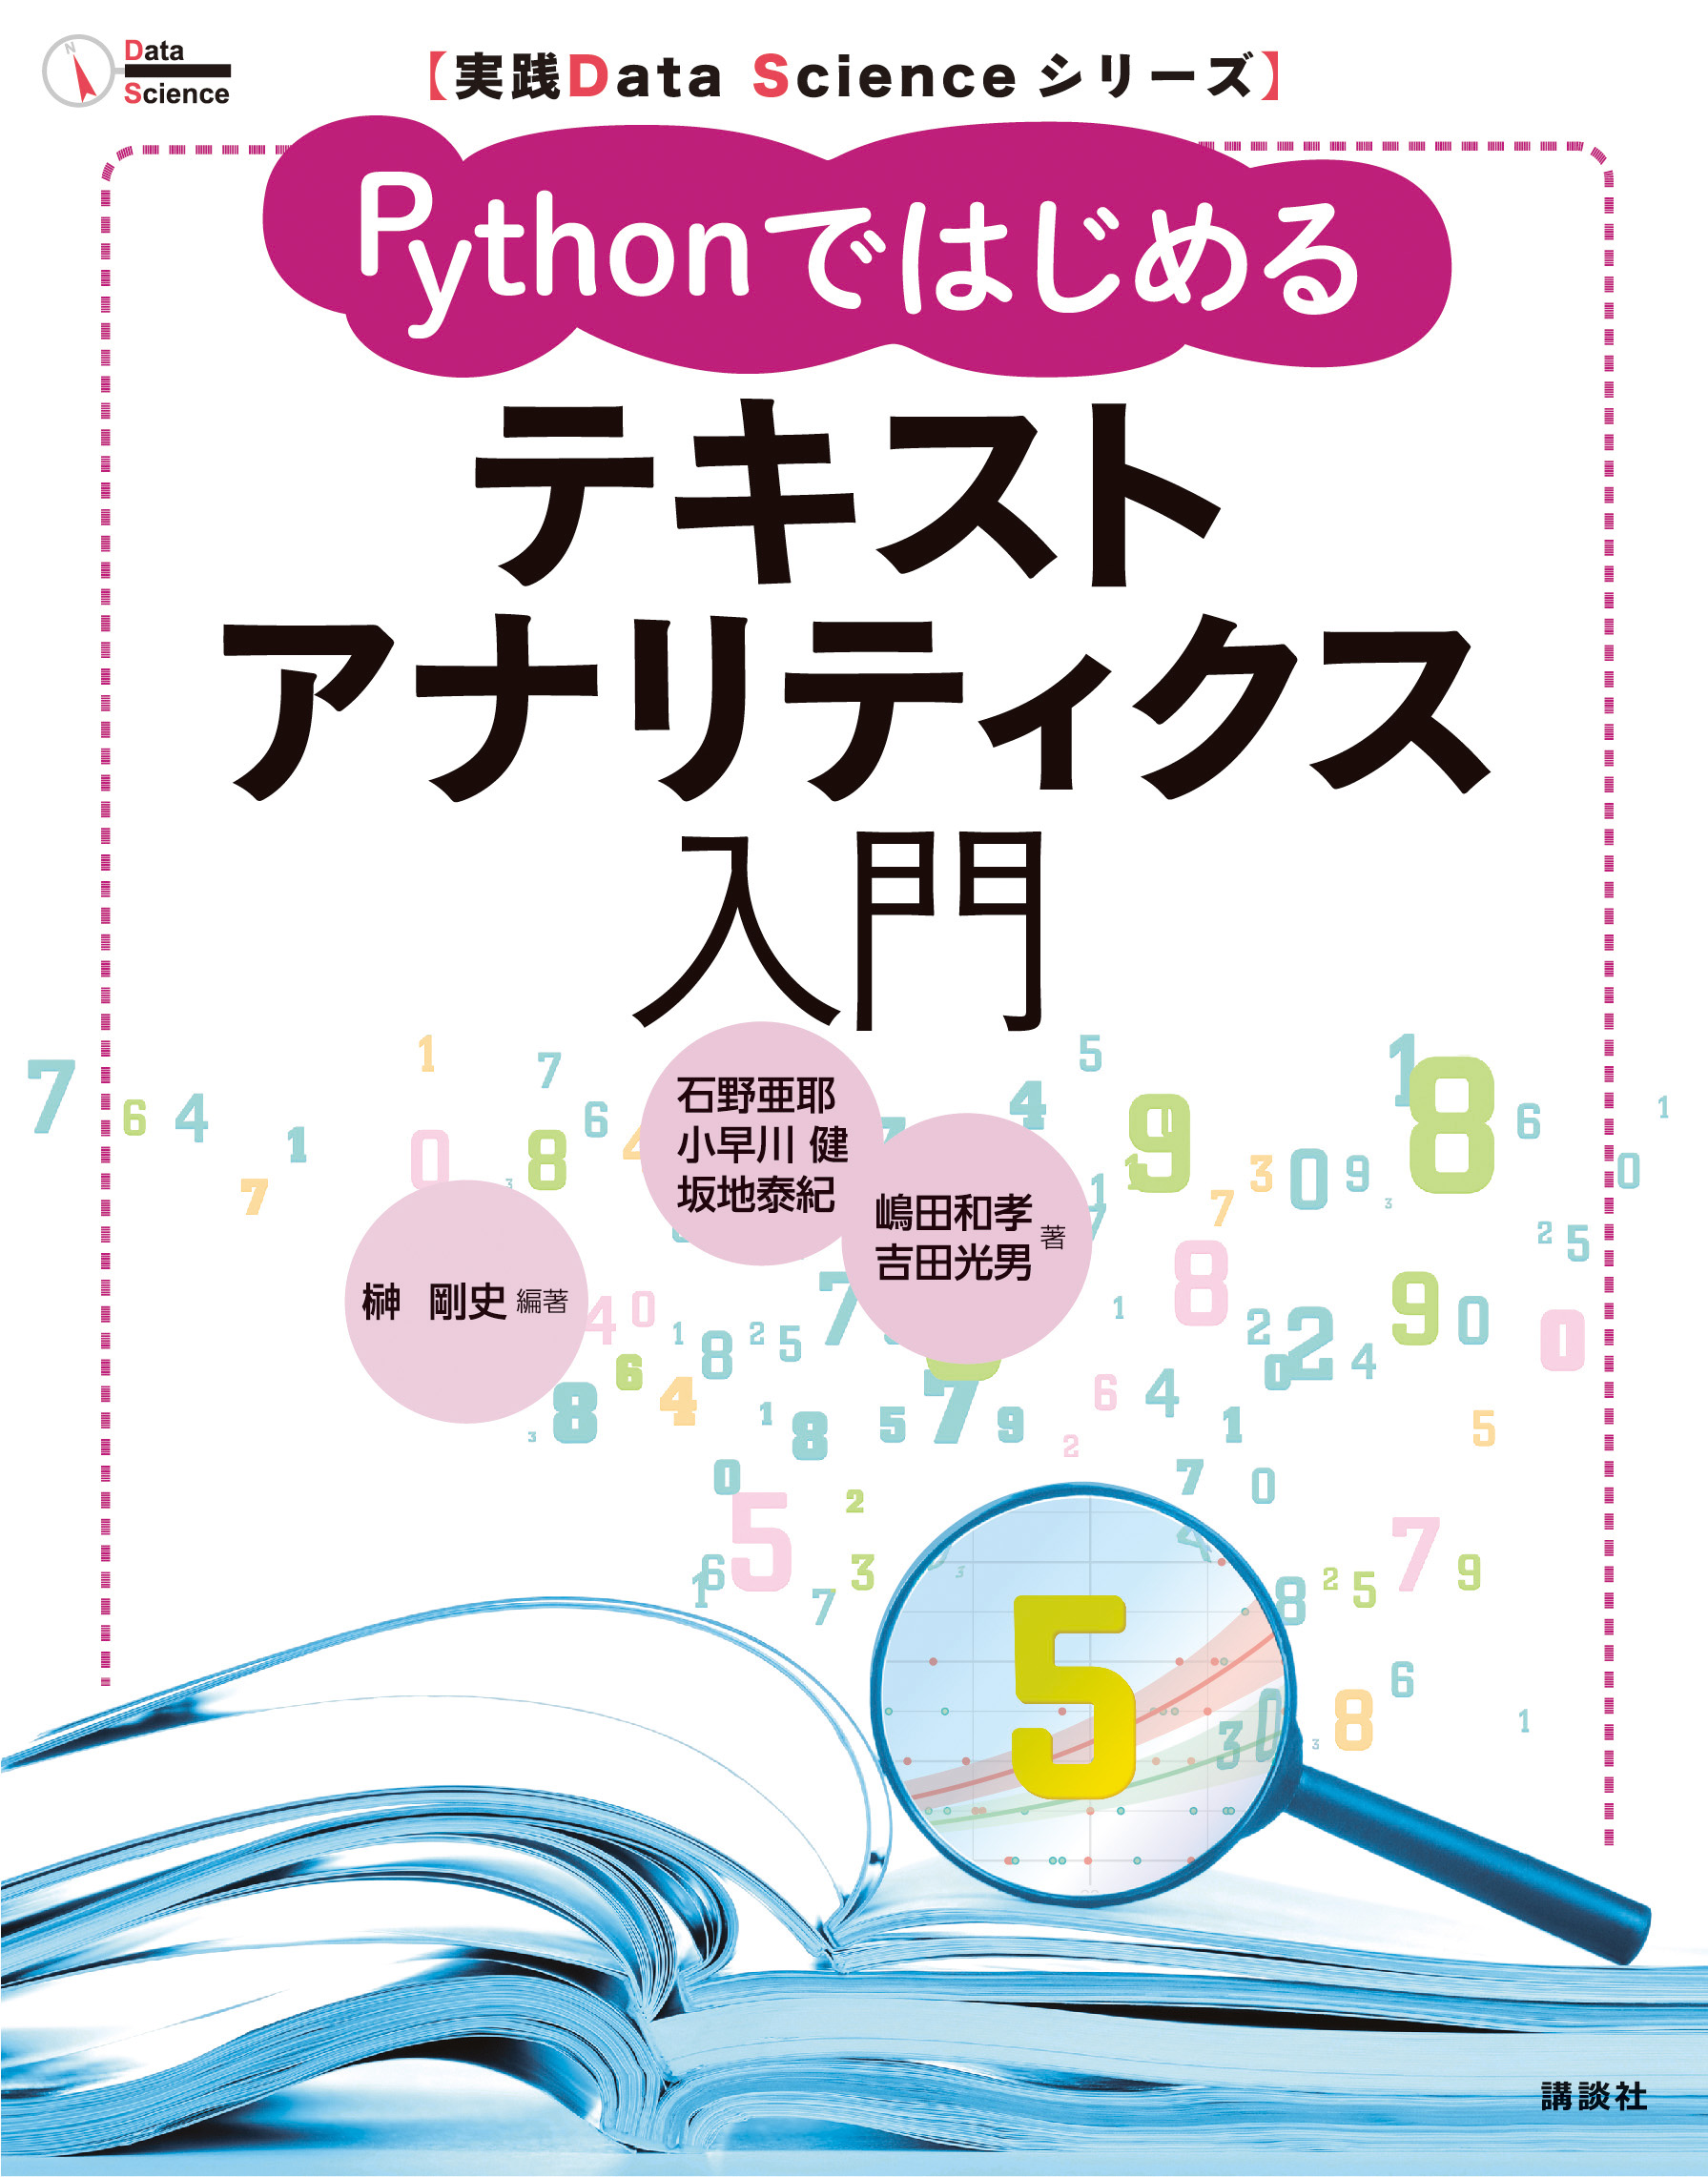 N
Data
Science
【実践Data Scienceシリーズ】
Pythonではじめる
テキスト
アナリティクス
入門
石野亜耶
小早川 健
坂地泰紀
嶋田和孝
吉田光男
著
榊 剛史 編著
5
講談社